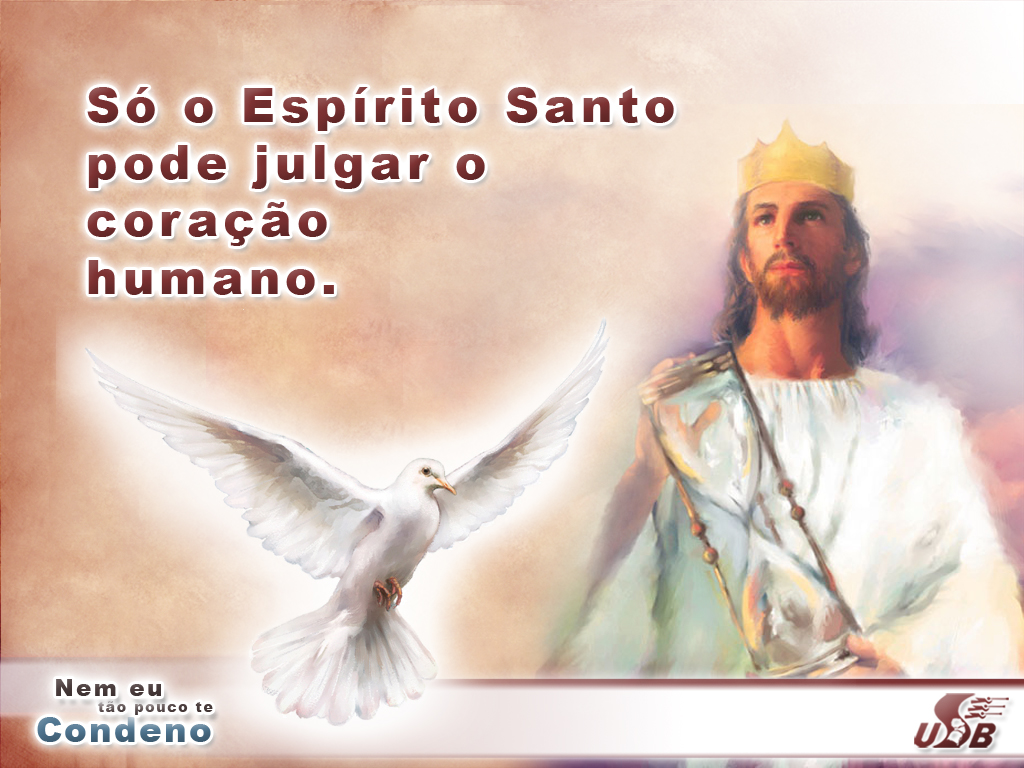 Só o Espírito Santo
pode julgar o
coração
humano.
Nem eu
tão pouco te
Condeno
USB